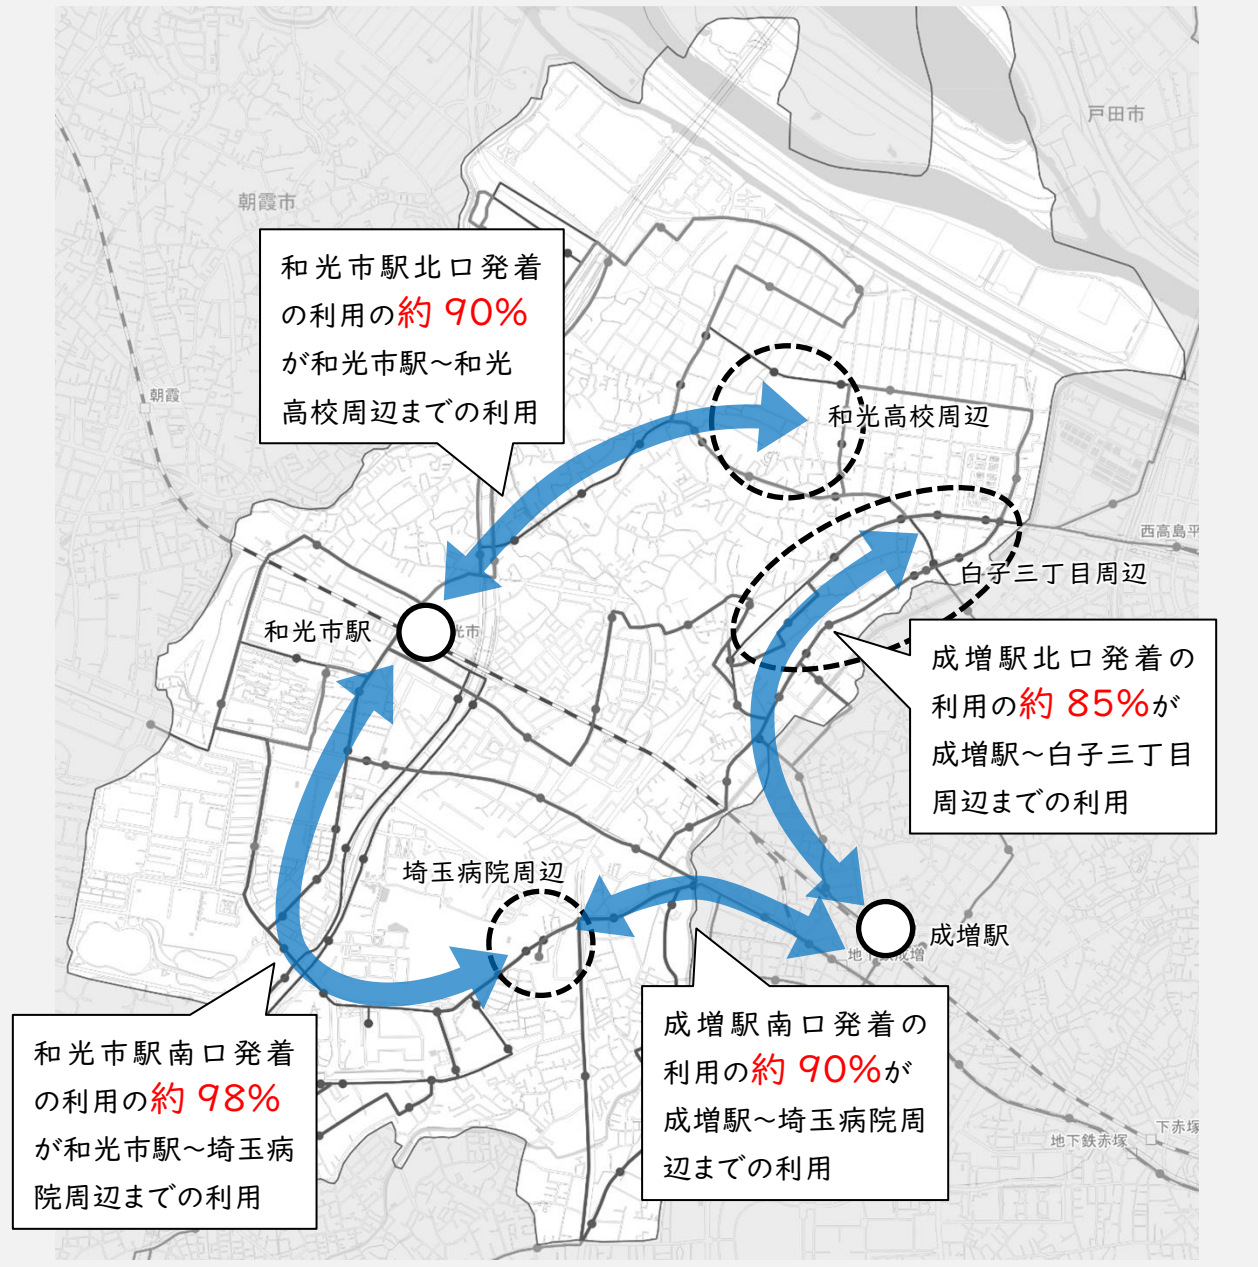 戸田市
朝霞市
和光市駅北口発着
の利用の約 90%
が和光市駅~和光
高校周辺までの利用
朝霞
和光高校周辺
西高島平
白子三丁目周辺
和光市駅
光市
成増駅北口発着の
利用の約 85%が
成増駅~白子三丁目
周辺までの利用
埼玉病院周辺
成増駅
地下鉄成増
和光市駅南口発着
の利用の約 98%
が和光市駅~埼玉病
院周辺までの利用
成増駅南口発着の
利用の約 90%が
成増駅~埼玉病院周
辺までの利用
下赤塚
地下鉄赤塚